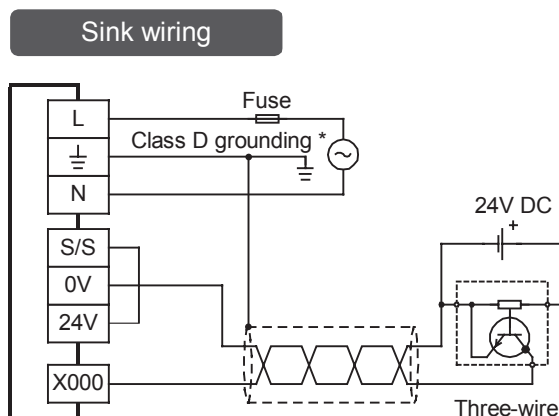 Sink wiring
Fuse
L
Class D grounding *
N
24V DC
+
S/S
0V
24V
X000
Three-wire